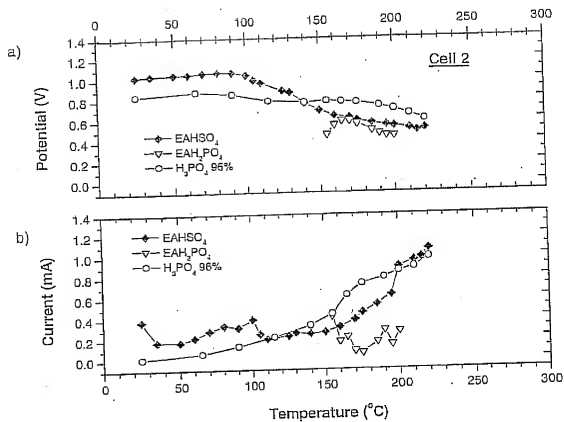 0 50 100 150 200 250 300
a)
Cell 2
Potential (V)
1.4
1.2
1.0
0.8
0.6
0.4
0.2
0.0
EAHSO4
EAH2PO4
H3PO4 96%
b)
Current (mA)
1.4
1.2
1.0
0.8
0.6
0.4
0.2
0.0
EAHSO4
EAH2PO4
H3PO4 96%
0 50 100 150 200 250 300
Temperature (°C)